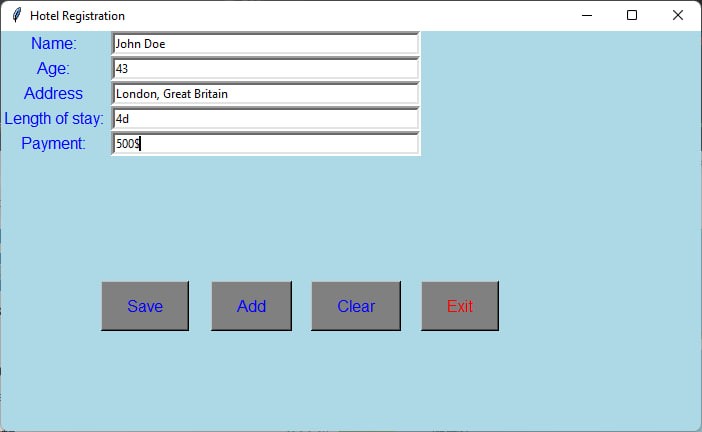 Hotel Registration
Name: John Doe
Age: 43
Address London, Great Britain
Length of stay: 4d
Payment: 500$
Save Add Clear Exit